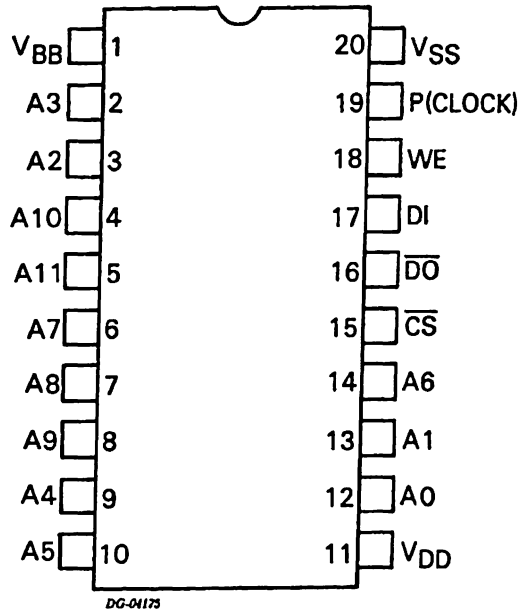 VBB 1 20 VSS
A3 2 19 P(CLOCK)
A2 3 18 WE
A10 4 17 DI
A11 5 16 D̅O̅
A7 6 15 C̅S̅
A8 7 14 A6
A9 8 13 A1
A4 9 12 A0
A5 10 11 VDD
DG-04175